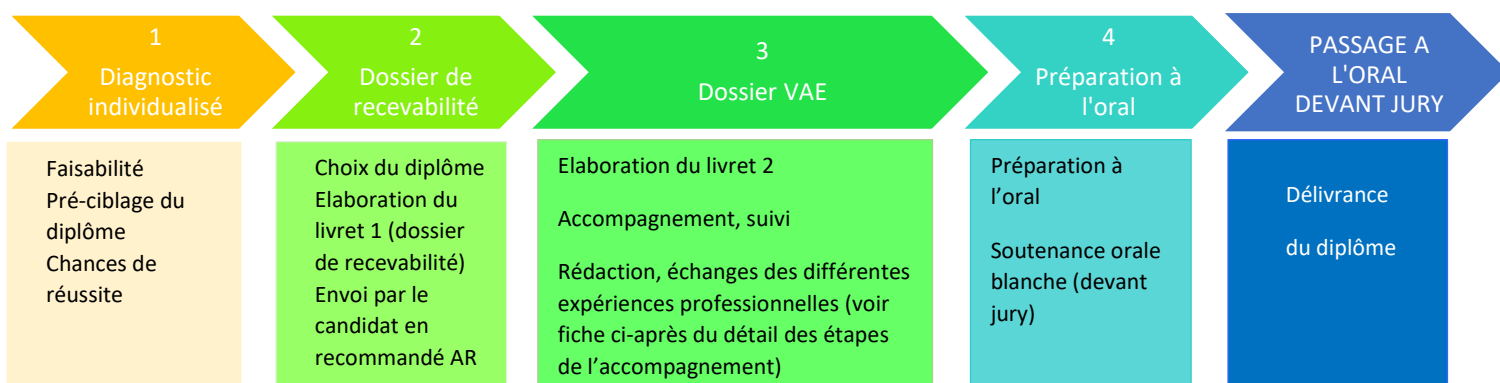 1
Diagnostic
individualisé
2
Dossier de
recevabilité
3
Dossier VAE
4
Préparation à
l'oral
PASSAGE A
L'ORAL
DEVANT JURY
Faisabilité
Pré-ciblage du
diplôme
Chances de
réussite
Choix du diplôme
Elaboration du
livret 1 (dossier
de recevabilité)
Envoi par le
candidat en
recommandé AR
Elaboration du livret 2
Accompagnement, suivi
Rédaction, échanges des différentes
expériences professionnelles (voir
fiche ci-après du détail des étapes
de l’accompagnement)
Préparation à
l’oral
Soutenance orale
blanche (devant
jury)
Délivrance
du diplôme